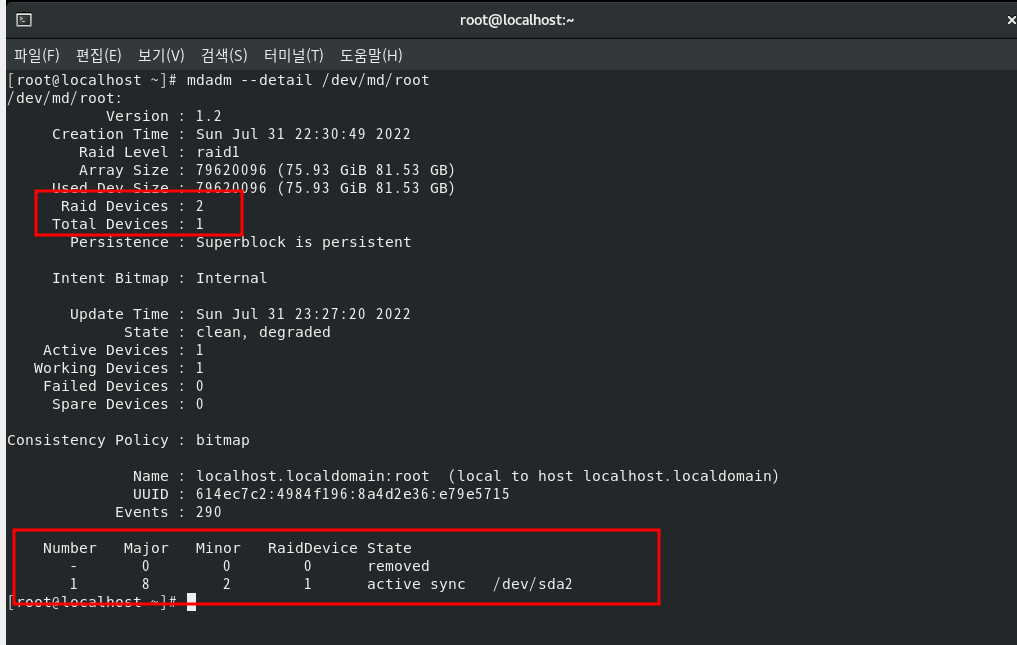 root@localhost:~
파일(F) 편집(E) 보기(V) 검색(S) 터미널(T) 도움말(H)
[root@localhost ~]# mdadm --detail /dev/md/root
/dev/md/root:
Version : 1.2
Creation Time : Sun Jul 31 22:30:49 2022
Raid Level : raid1
Array Size : 79620096 (75.93 GiB 81.53 GB)
Used Dev Size : 79620096 (75.93 GiB 81.53 GB)
Raid Devices : 2
Total Devices : 1
Persistence : Superblock is persistent
Intent Bitmap : Internal
Update Time : Sun Jul 31 23:27:20 2022
State : clean, degraded
Active Devices : 1
Working Devices : 1
Failed Devices : 0
Spare Devices : 0
Consistency Policy : bitmap
Name : localhost.localdomain:root  (local to host localhost.localdomain)
UUID : 614ec7c2:4984f196:8a4d2e36:e79e5715
Events : 290
Number   Major   Minor   RaidDevice State
-       0        0        0      removed
1       8        2        1      active sync   /dev/sda2
[root@localhost ~]#